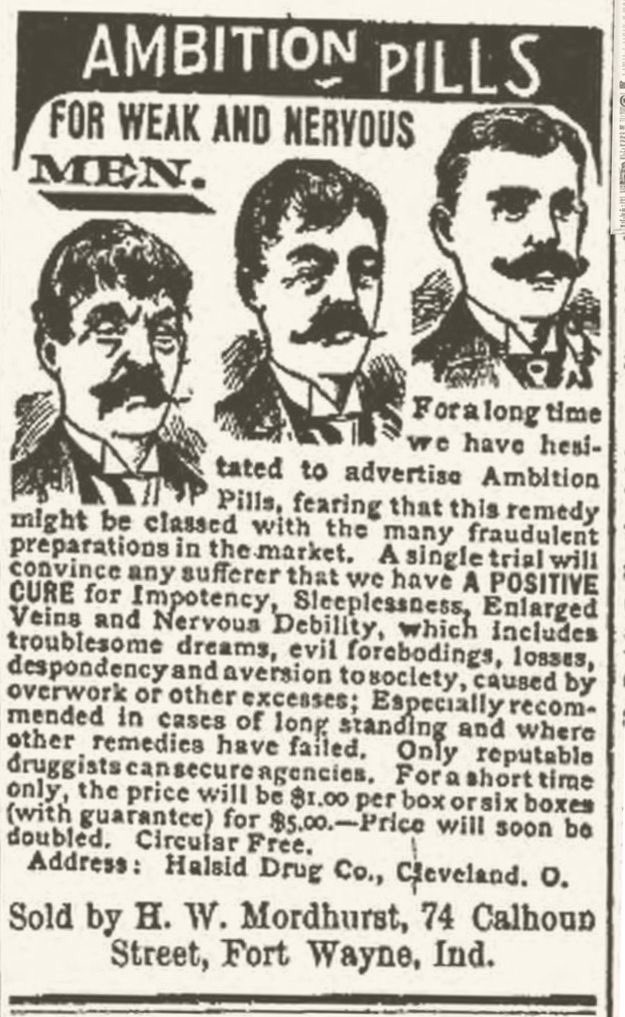 AMBITION PILLS
FOR WEAK AND NERVOUS
MEN.
For a long time
we have hesi-
tated to advertise Ambition
Pills, fearing that this remedy
might be classed with the many fraudulent
preparations in the market. A single trial will
convince any sufferer that we have A POSITIVE
CURE for Impotency, Sleeplessness, Enlarged
Veins and Nervous Debility, which includes
troublesome dreams, evil forebodings, losses,
despondency and aversion to society, caused by
overwork or other excesses; Especially recom-
mended in cases of long standing and where
other remedies have failed. Only reputable
druggists can secure agencies. For a short time
only, the price will be $1.00 per box or six boxes
(with guarantee) for $5.00.—Price will soon be
doubled. Circular Free.
Address: Halsid Drug Co., Cleveland. O.
Sold by H. W. Mordhurst, 74 Calhoun
Street, Fort Wayne, Ind.